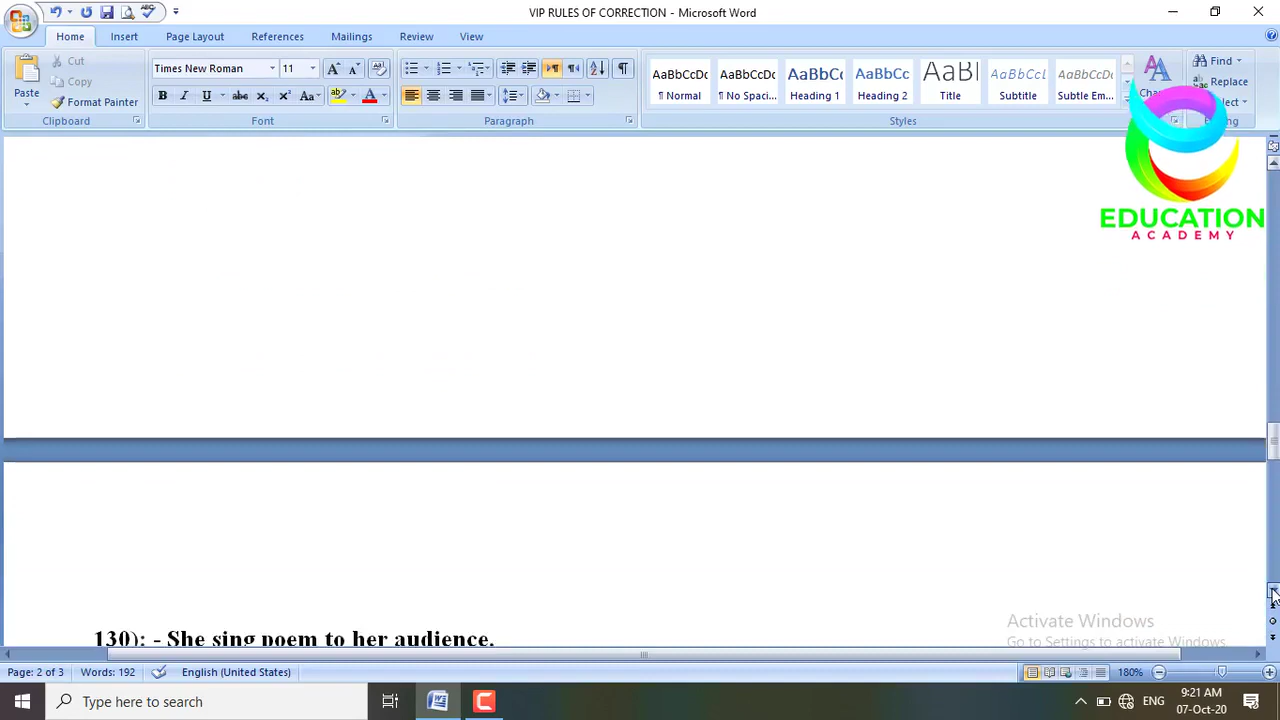 VIP RULES OF CORRECTION - Microsoft Word
Home Insert Page Layout References Mailings Review View
Paste
Cut
Copy
Format Painter
Clipboard
Times New Roman 11
Font
Paragraph
AaBbCcDc AaBbCcDc AaBbC AaBbCc AaBl AaBbCcL AaBbCcDc
¶ Normal ¶ No Spaci... Heading 1 Heading 2 Title Subtitle Subtle Em...
Styles
Find
Replace
EDUCATION
ACADEMY
130): - She sing poem to her audience.
Activate Windows
Go to Settings to activate Windows.
Page: 2 of 3 Words: 192 English (United States) 180%
Type here to search
ENG
9:21 AM
07-Oct-20